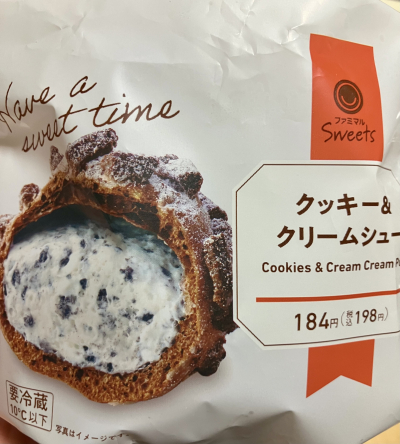 Have a
sweet time
ファミマル
Sweets
クッキー&
クリームシュー
Cookies & Cream Cream P
184円(税込198円)
要冷蔵
10℃以下
写真はイメージです